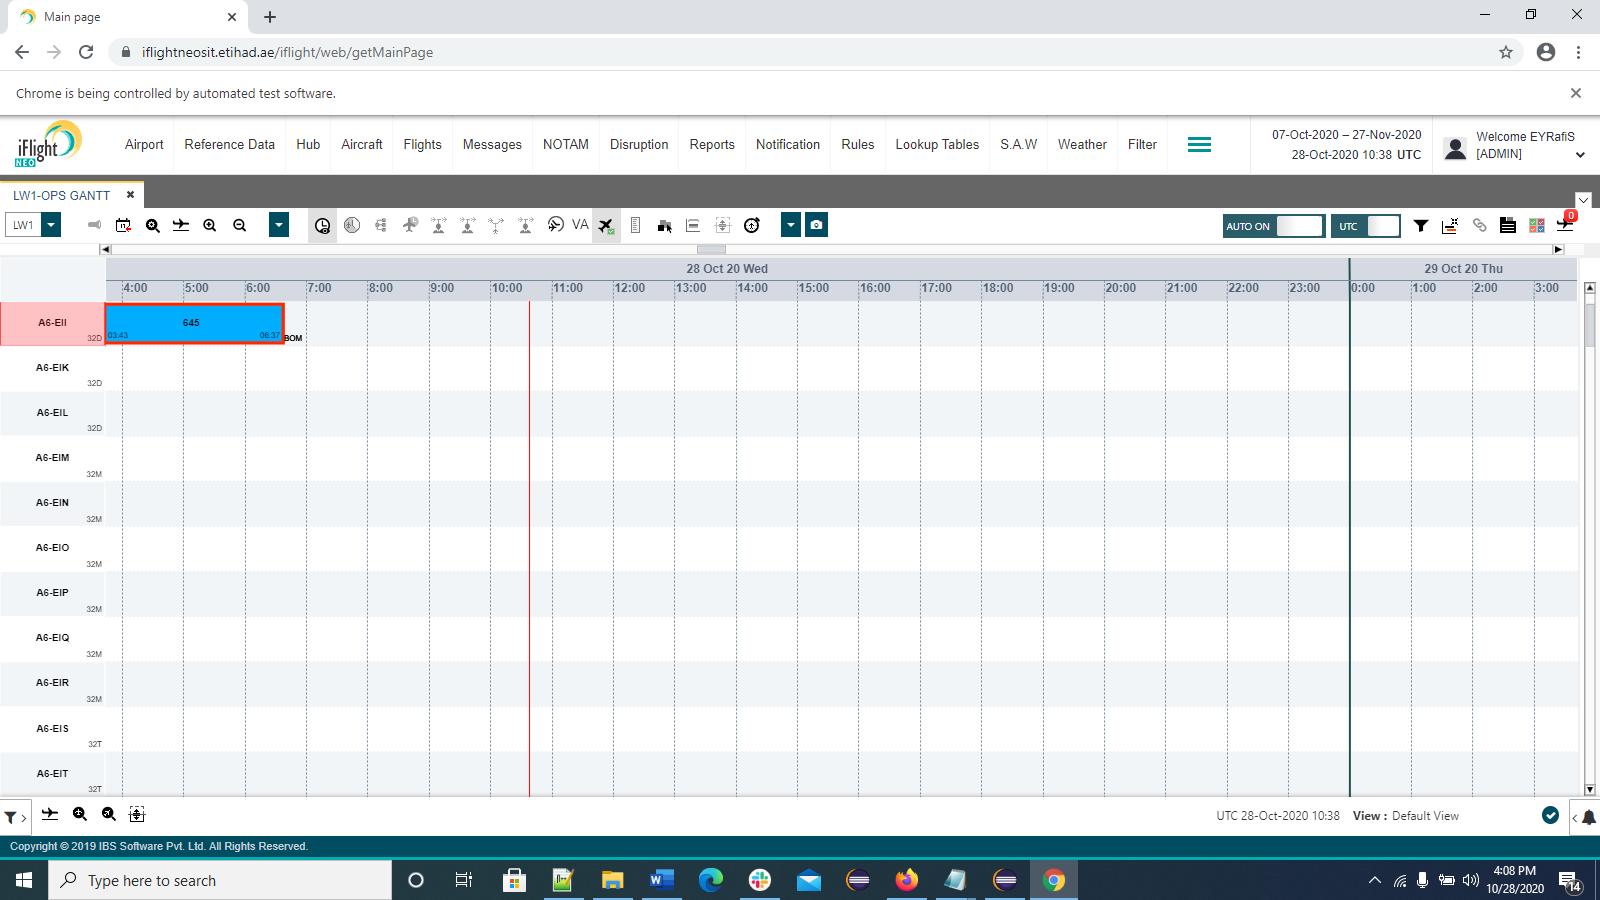 Main page
iflightneosit.etihad.ae/iflight/web/getMainPage
Chrome is being controlled by automated test software.
iFlight NEO
Airport Reference Data Hub Aircraft Flights Messages NOTAM Disruption Reports Notification Rules Lookup Tables S.A.W Weather Filter
07-Oct-2020 – 27-Nov-2020
28-Oct-2020 10:38 UTC
Welcome EYRafiS
[ADMIN]
LW1-OPS GANTT
LW1 VA AUTO ON UTC 0
28 Oct 20 Wed 29 Oct 20 Thu
4:00 5:00 6:00 7:00 8:00 9:00 10:00 11:00 12:00 13:00 14:00 15:00 16:00 17:00 18:00 19:00 20:00 21:00 22:00 23:00 0:00 1:00 2:00 3:00
A6-EII 645
32D 03:43 06:37 BOM
A6-EIK
32D
A6-EIL
32D
A6-EIM
32M
A6-EIN
32M
A6-EIO
32M
A6-EIP
32M
A6-EIQ
32M
A6-EIR
32M
A6-EIS
32T
A6-EIT
32T
UTC 28-Oct-2020 10:38 View : Default View
Copyright © 2019 IBS Software Pvt. Ltd. All Rights Reserved.
Type here to search
4:08 PM
10/28/2020
14